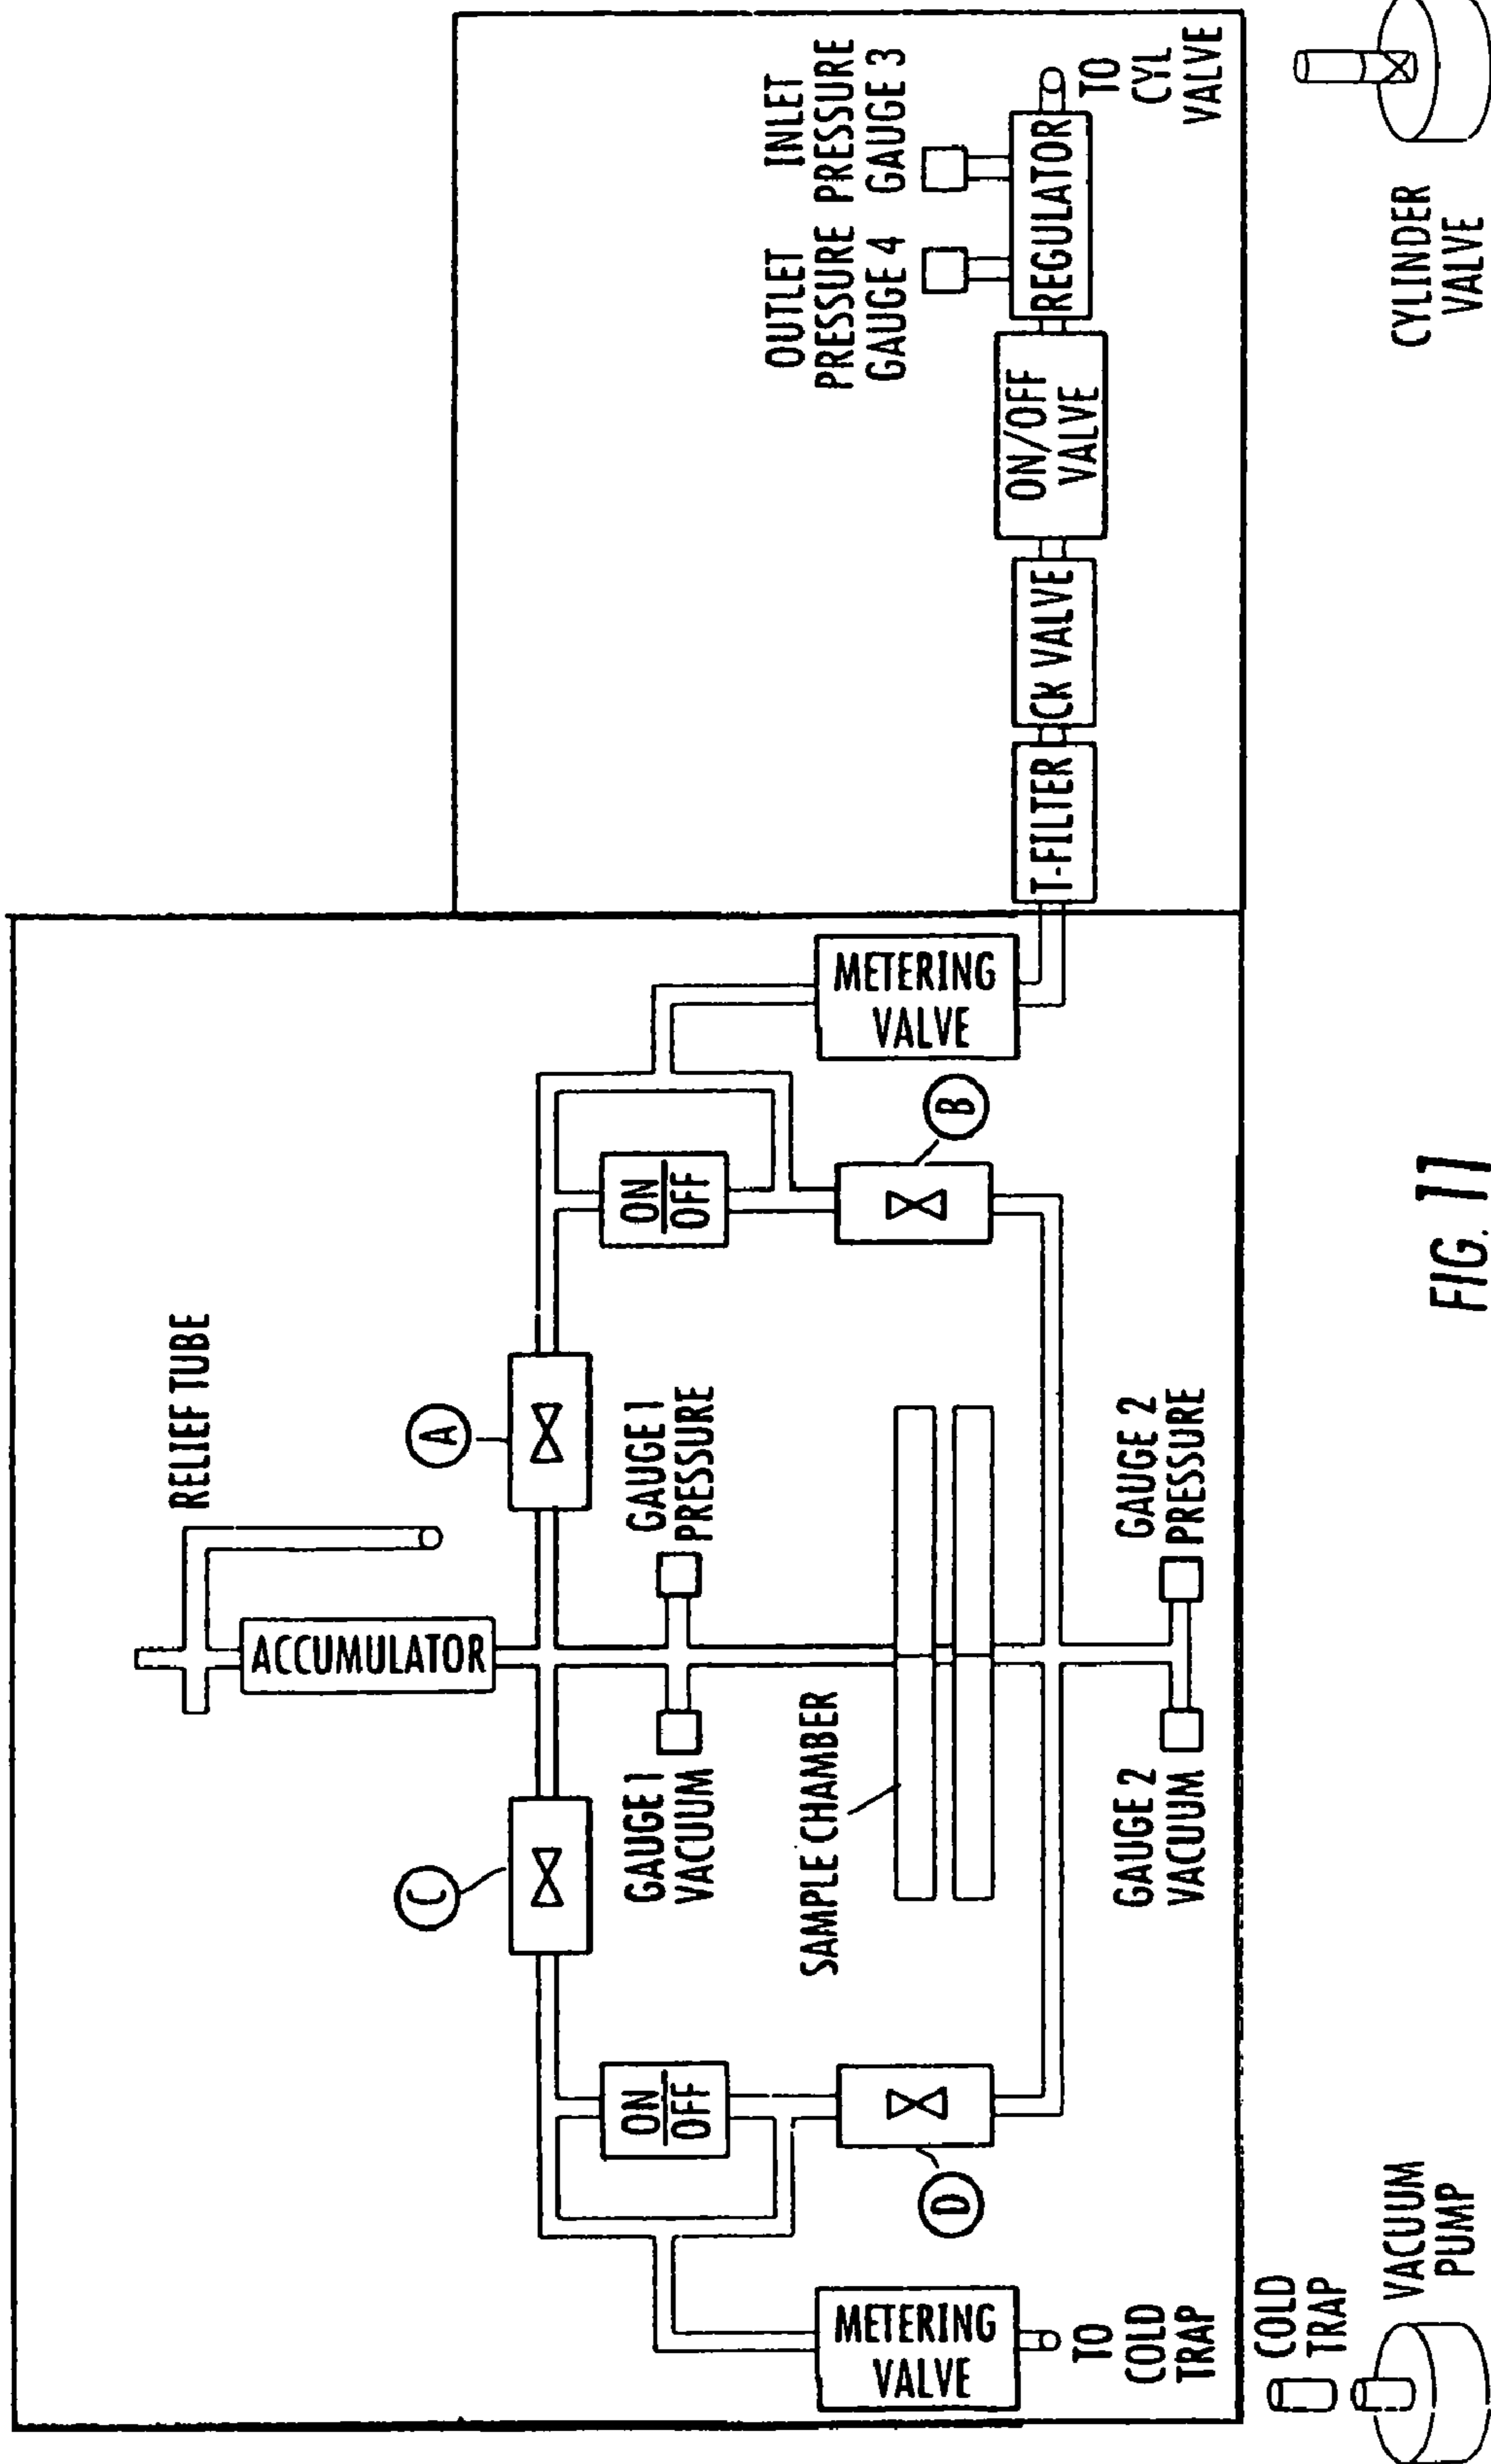 RELIEF TUBE
ACCUMULATOR
C
A
ON
OFF
ON
OFF
GAUGE 1
VACUUM
GAUGE 1
PRESSURE
METERING
VALVE
SAMPLE CHAMBER
METERING
VALVE
D
B
TO
COLD
TRAP
GAUGE 2
VACUUM
GAUGE 2
PRESSURE
OUTLET
PRESSURE
GAUGE 4
INLET
PRESSURE
GAUGE 3
T-FILTER
CK VALVE
ON/OFF
VALVE
REGULATOR
TO
CYL
VALVE
COLD
TRAP
VACUUM
PUMP
CYLINDER
VALVE
FIG. 11